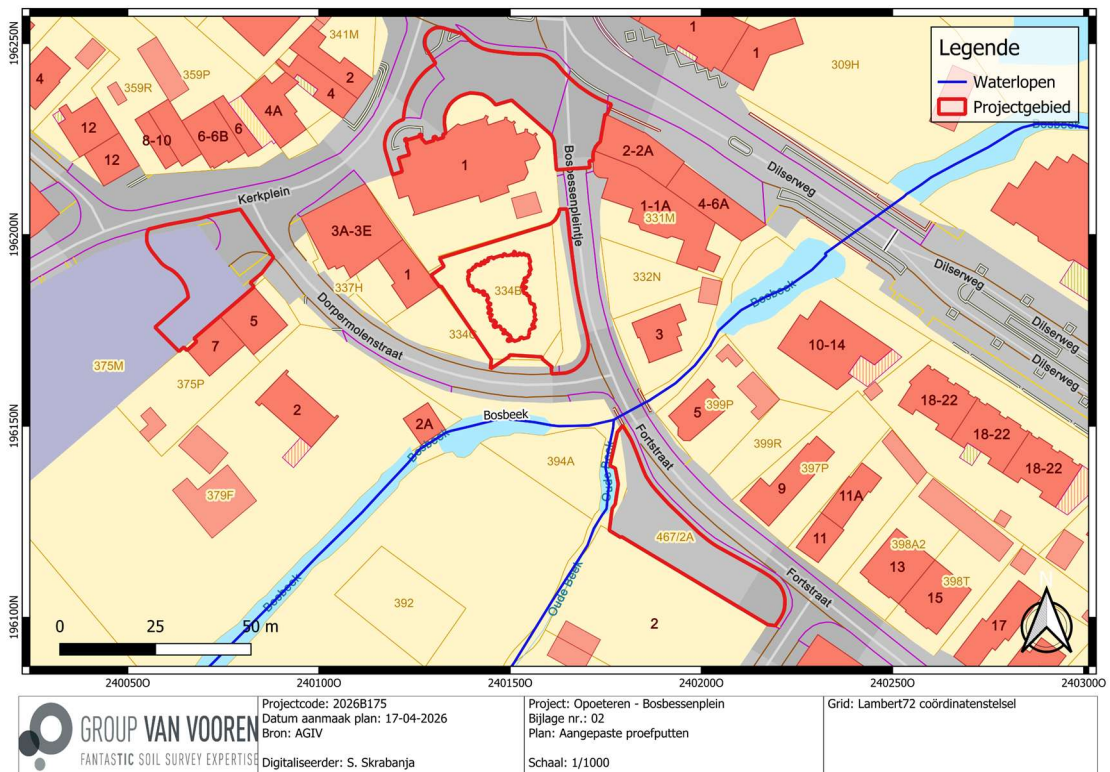 196250N
196200N
196150N
196100N
341M
359P
359R
4
2
4
4A
12
12
8-10
6-6B
6
1
1
309H
Legende
Waterlopen
Projectgebied
Bosbeek
Kerkplein
1
Bosbessenpleintje
2-2A
Dilserweg
1-1A
4-6A
331M
3A-3E
1
337H
334E
332N
Dilserweg
Bosbeek
Dorpermolenstraat
3
10-14
Dilserweg
Dilserweg
5
7
375M
375P
2
2A
Bosbeek
Bosbeek
Fortstraat
5
399P
399R
18-22
18-22
18-22
394A
Oude Beek
397P
9
11A
11
379F
467/2A
398A2
13
398T
15
Bosbeek
392
Oude Beek
Fortstraat
2
17
N
0 25 50 m
240050O 240100O 240150O 240200O 240250O 240300O
GROUP VAN VOOREN
FANTASTIC SOIL SURVEY EXPERTISE
Projectcode: 2026B175
Datum aanmaak plan: 17-04-2026
Bron: AGIV
Digitaliseerder: S. Skrabanja
Project: Opoeteren - Bosbessenplein
Bijlage nr.: 02
Plan: Aangepaste proefputten
Schaal: 1/1000
Grid: Lambert72 coördinatenstelsel